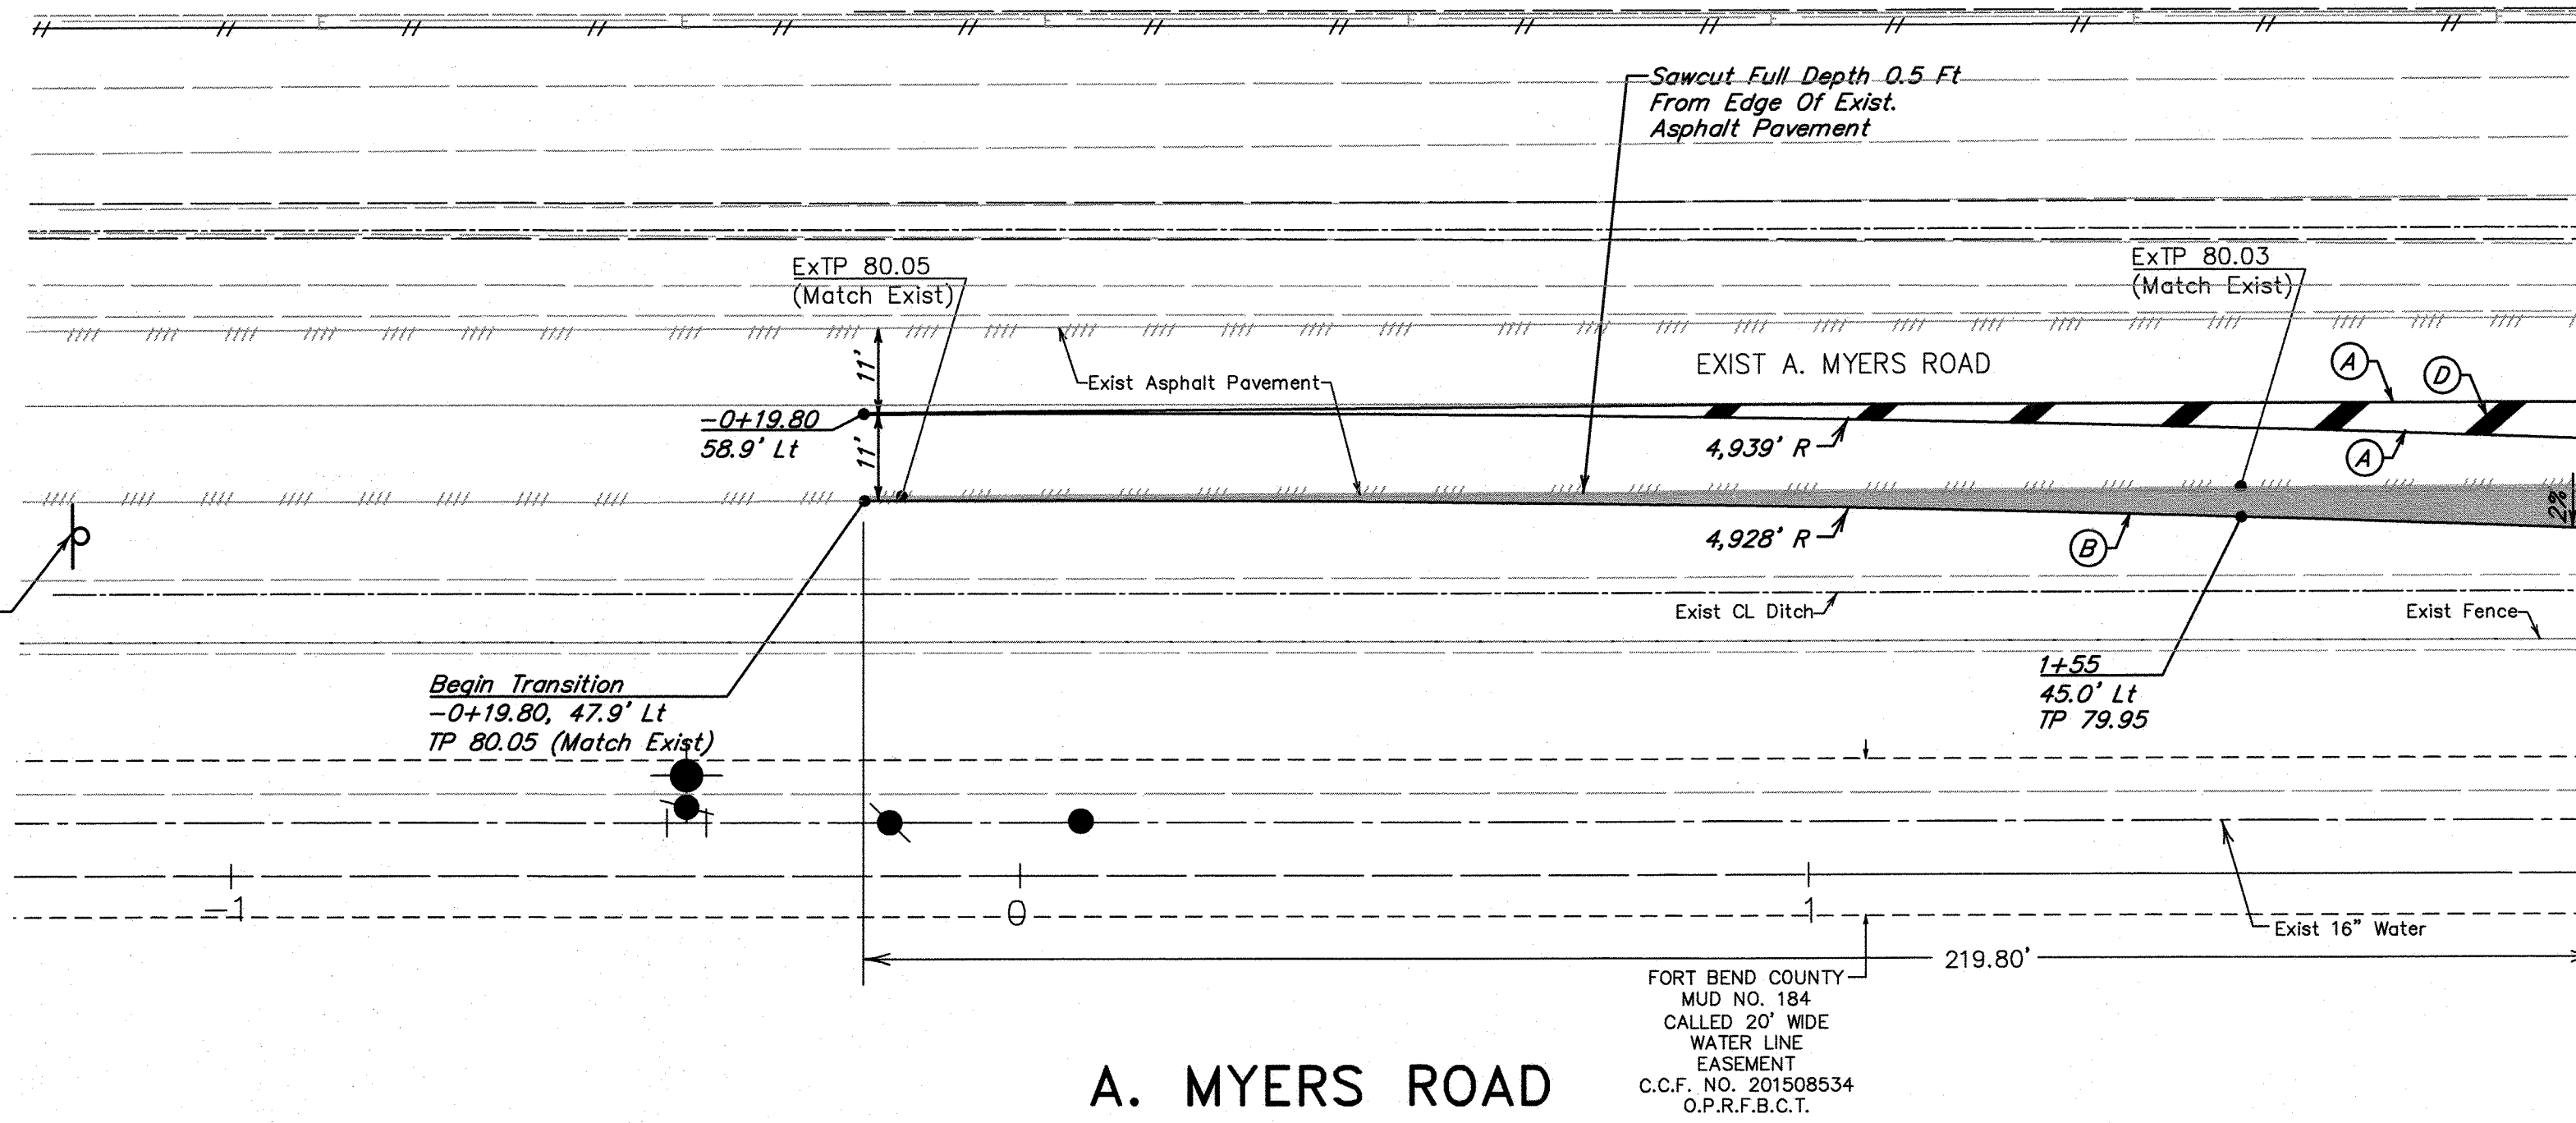 Sawcut Full Depth 0.5 Ft
From Edge Of Exist.
Asphalt Pavement
ExTP 80.05
(Match Exist)
ExTP 80.03
(Match Exist)
11'
EXIST A. MYERS ROAD
A
D
Exist Asphalt Pavement
-0+19.80
58.9' Lt
11'
4,939' R
A
2%
4,928' R
B
Exist CL Ditch
Exist Fence
Begin Transition
-0+19.80, 47.9' Lt
TP 80.05 (Match Exist)
1+55
45.0' Lt
TP 79.95
-1
0
1
Exist 16" Water
219.80'
FORT BEND COUNTY
MUD NO. 184
CALLED 20' WIDE
WATER LINE
EASEMENT
C.C.F. NO. 201508534
O.P.R.F.B.C.T.
A. MYERS ROAD